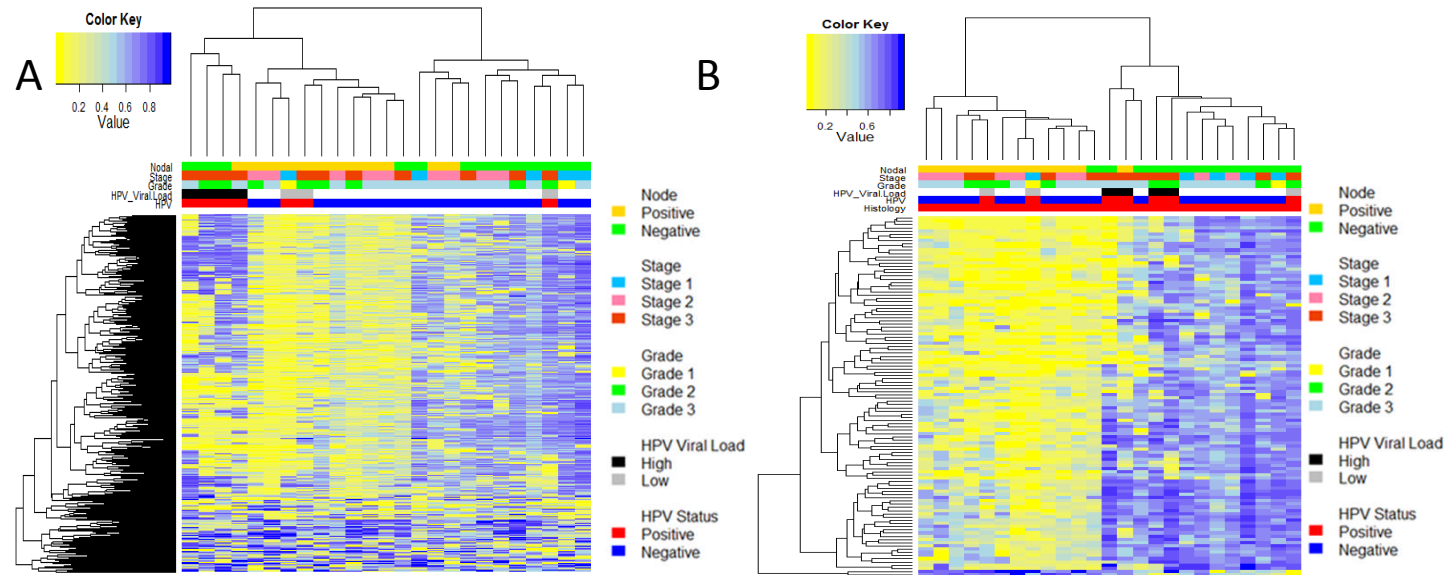 A
Color Key
0.2 0.4 0.6 0.8
Value
Nodal
Stage
Grade
HPV_Viral.Load
HPV
Node
Positive
Negative
Stage
Stage 1
Stage 2
Stage 3
Grade
Grade 1
Grade 2
Grade 3
HPV Viral Load
High
Low
HPV Status
Positive
Negative
B
Color Key
0.2 0.6
Value
Nodal
Stage
Grade
HPV_Viral.Load
HPV
Histology
Node
Positive
Negative
Stage
Stage 1
Stage 2
Stage 3
Grade
Grade 1
Grade 2
Grade 3
HPV Viral Load
High
Low
HPV Status
Positive
Negative